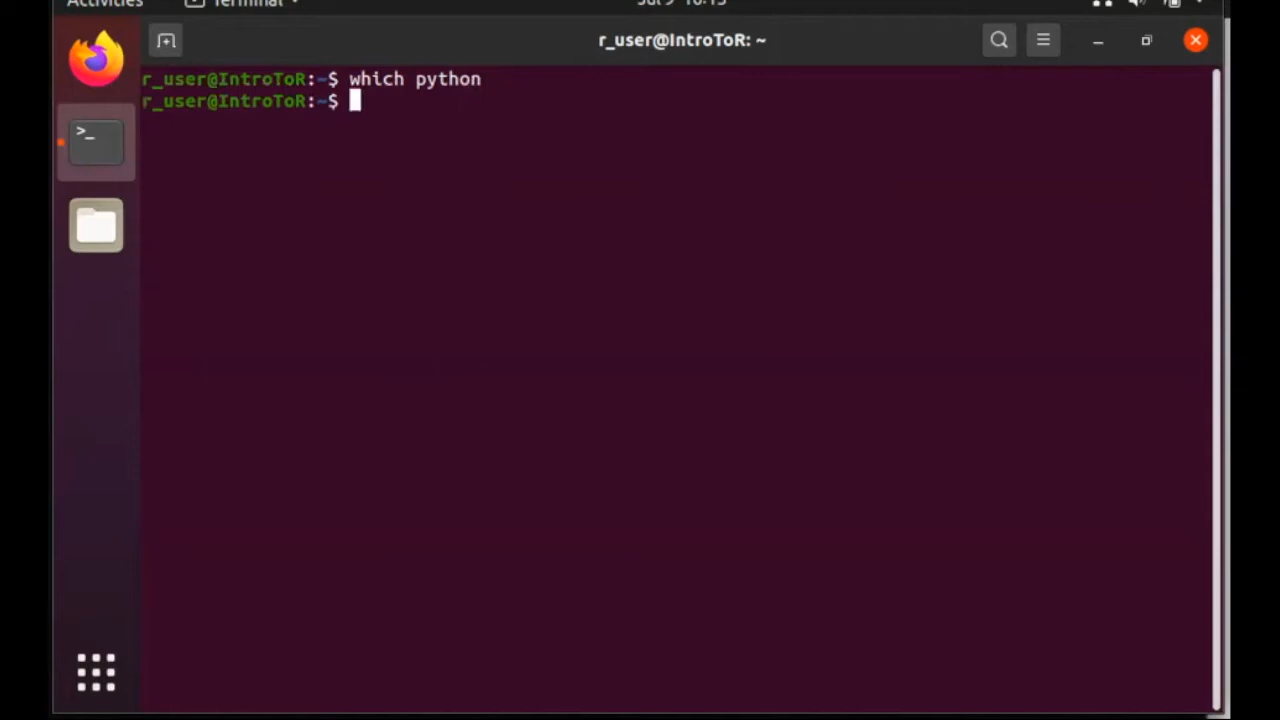 Activities Terminal
r_user@IntroToR: ~
r_user@IntroToR:~$ which python
r_user@IntroToR:~$